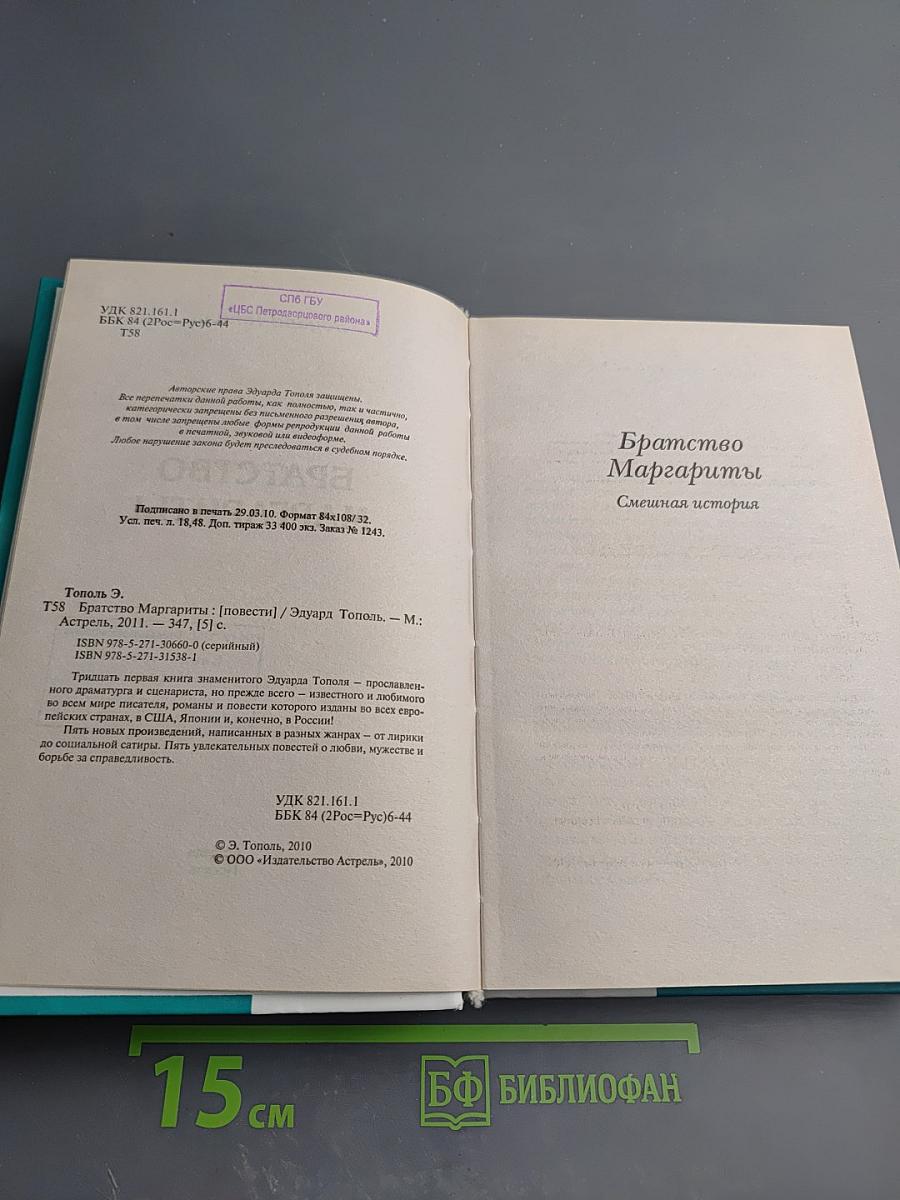 УДК 821.161.1
ББК 84 (2Рос=Рус)6-44
Т58
СПб ГБУ
«ЦБС Петродворцового района»
Авторские права Эдуарда Тополя защищены.
Все перепечатки данной работы, как полностью, так и частично,
категорически запрещены без письменного разрешения автора,
в том числе запрещены любые формы репродукции данной работы
в печатной, звуковой или видеоформе.
Любое нарушение закона будет преследоваться в судебном порядке.
Подписано в печать 29.03.10. Формат 84х108/32.
Усл. печ. л. 18,48. Доп. тираж 33 400 экз. Заказ № 1243.
Тополь Э.
Т58 Братство Маргариты : [повести] / Эдуард Тополь. — М.:
Астрель, 2011. — 347, [5] с.
ISBN 978-5-271-30660-0 (серийный)
ISBN 978-5-271-31538-1
Тридцать первая книга знаменитого Эдуарда Тополя — прославлен-
ного драматурга и сценариста, но прежде всего — известного и любимого
во всем мире писателя, романы и повести которого изданы во всех евро-
пейских странах, в США, Японии и, конечно, в России!
Пять новых произведений, написанных в разных жанрах — от лирики
до социальной сатиры. Пять увлекательных повестей о любви, мужестве и
борьбе за справедливость.
УДК 821.161.1
ББК 84 (2Рос=Рус)6-44
© Э. Тополь, 2010
© ООО «Издательство Астрель», 2010
Братство
Маргариты
Смешная история
15 см
БФ БИБЛИОФАН